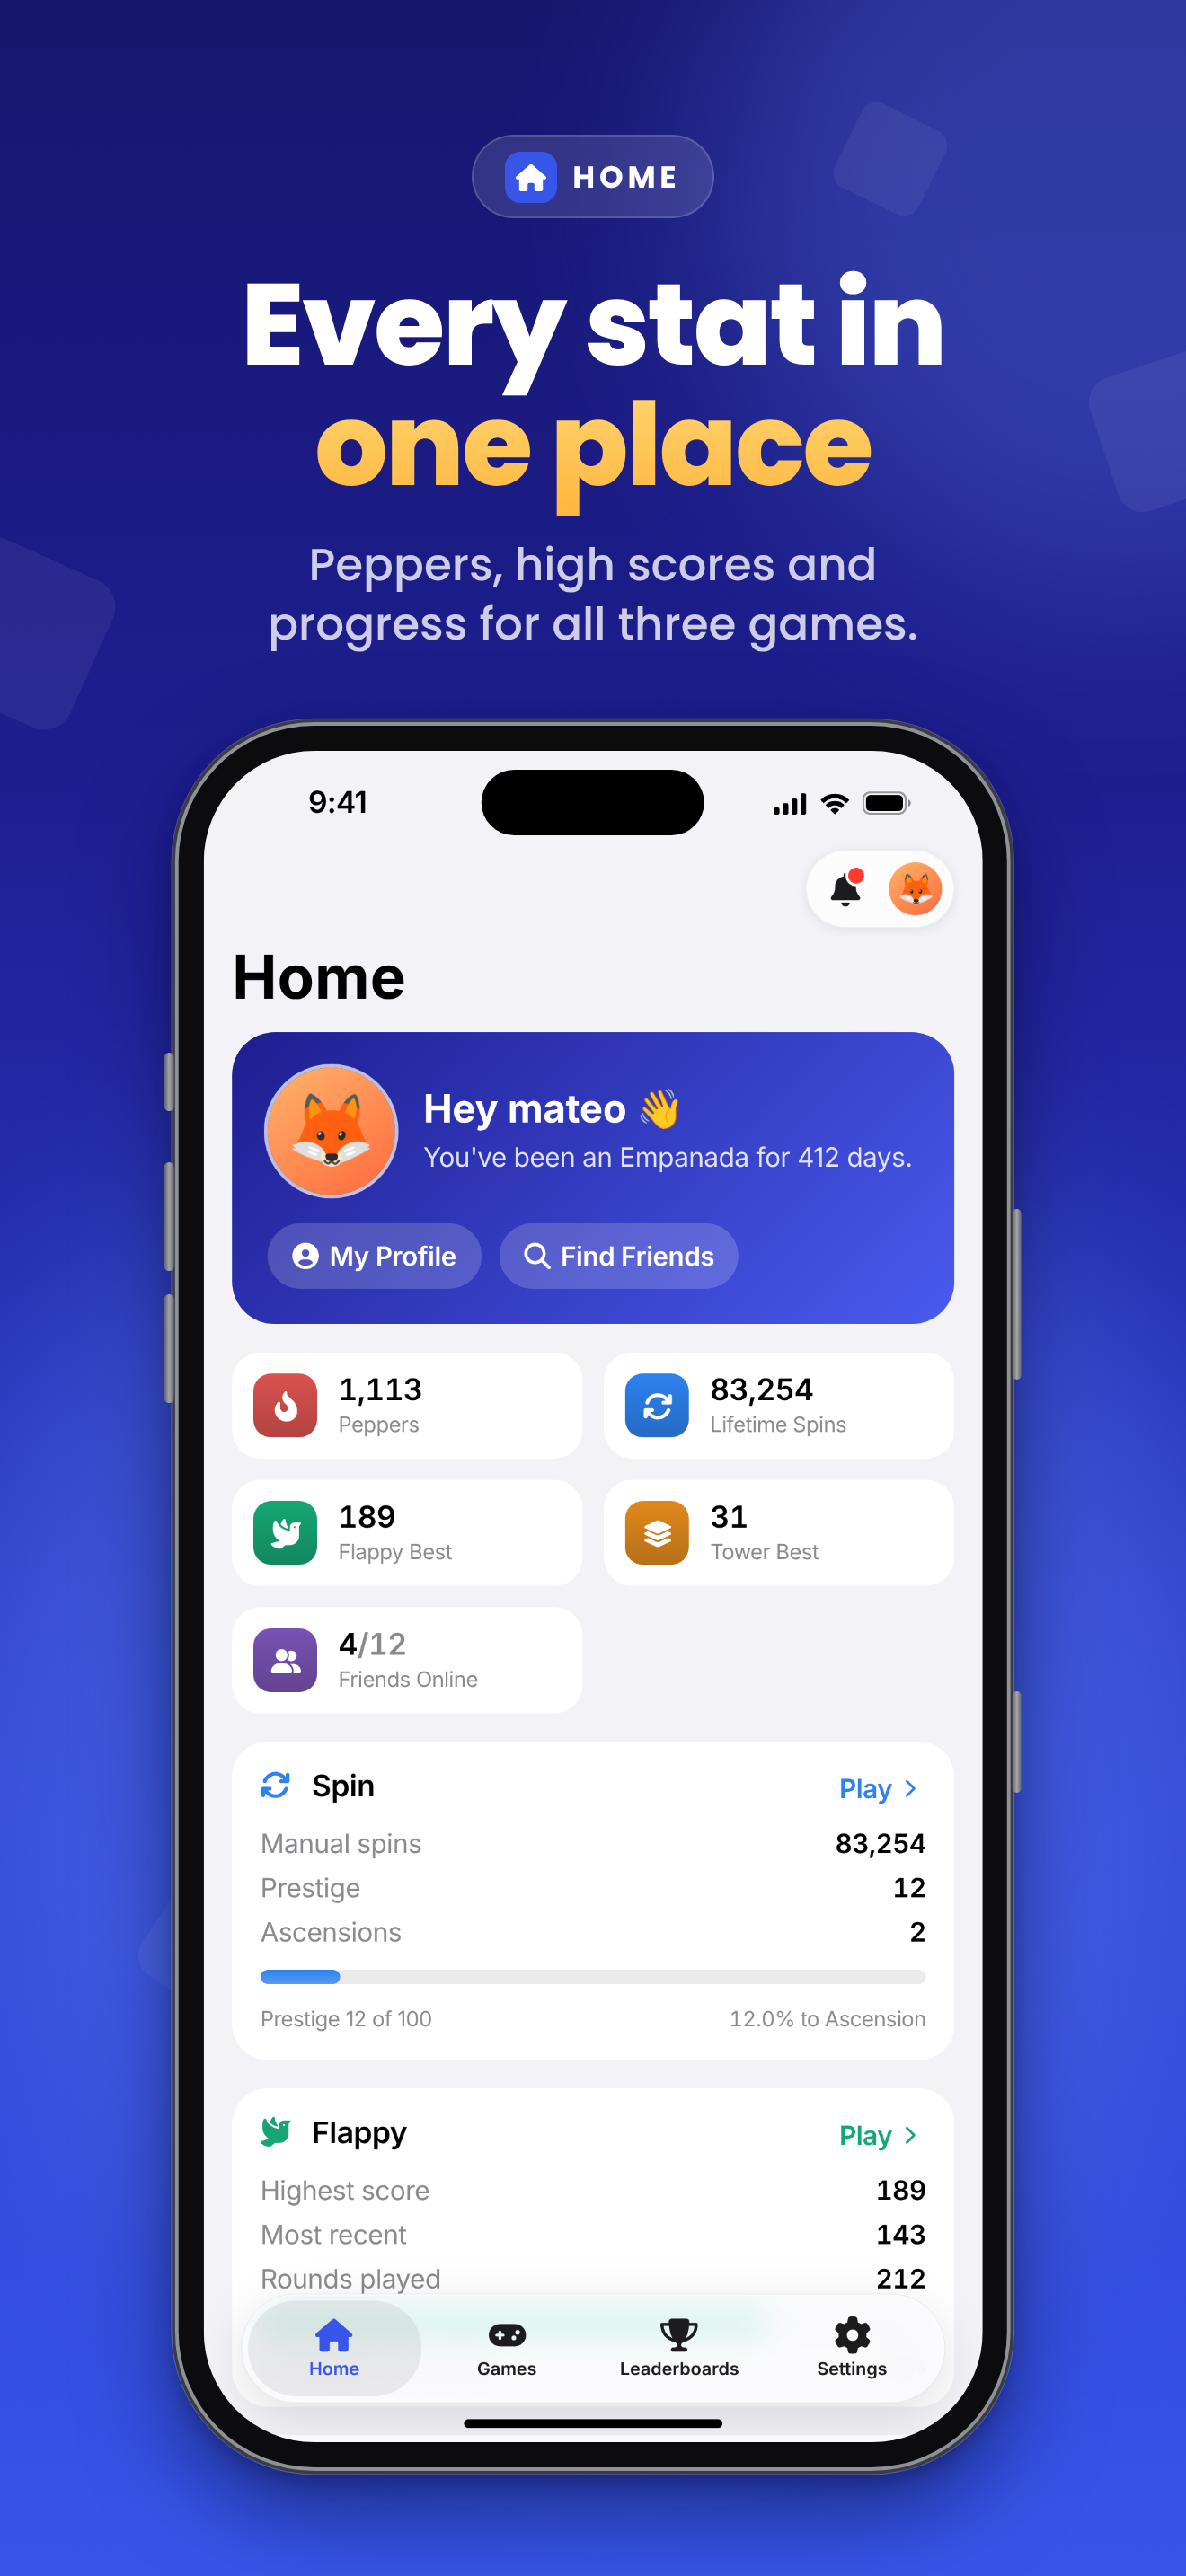 HOME
Every stat in
one place
Peppers, high scores and
progress for all three games.
9:41
Home
Hey mateo 👋
You've been an Empanada for 412 days.
My Profile
Find Friends
1,113
Peppers
83,254
Lifetime Spins
189
Flappy Best
31
Tower Best
4/12
Friends Online
Spin
Play
Manual spins 83,254
Prestige 12
Ascensions 2
Prestige 12 of 100
12.0% to Ascension
Flappy
Play
Highest score 189
Most recent 143
Rounds played 212
Home
Games
Leaderboards
Settings